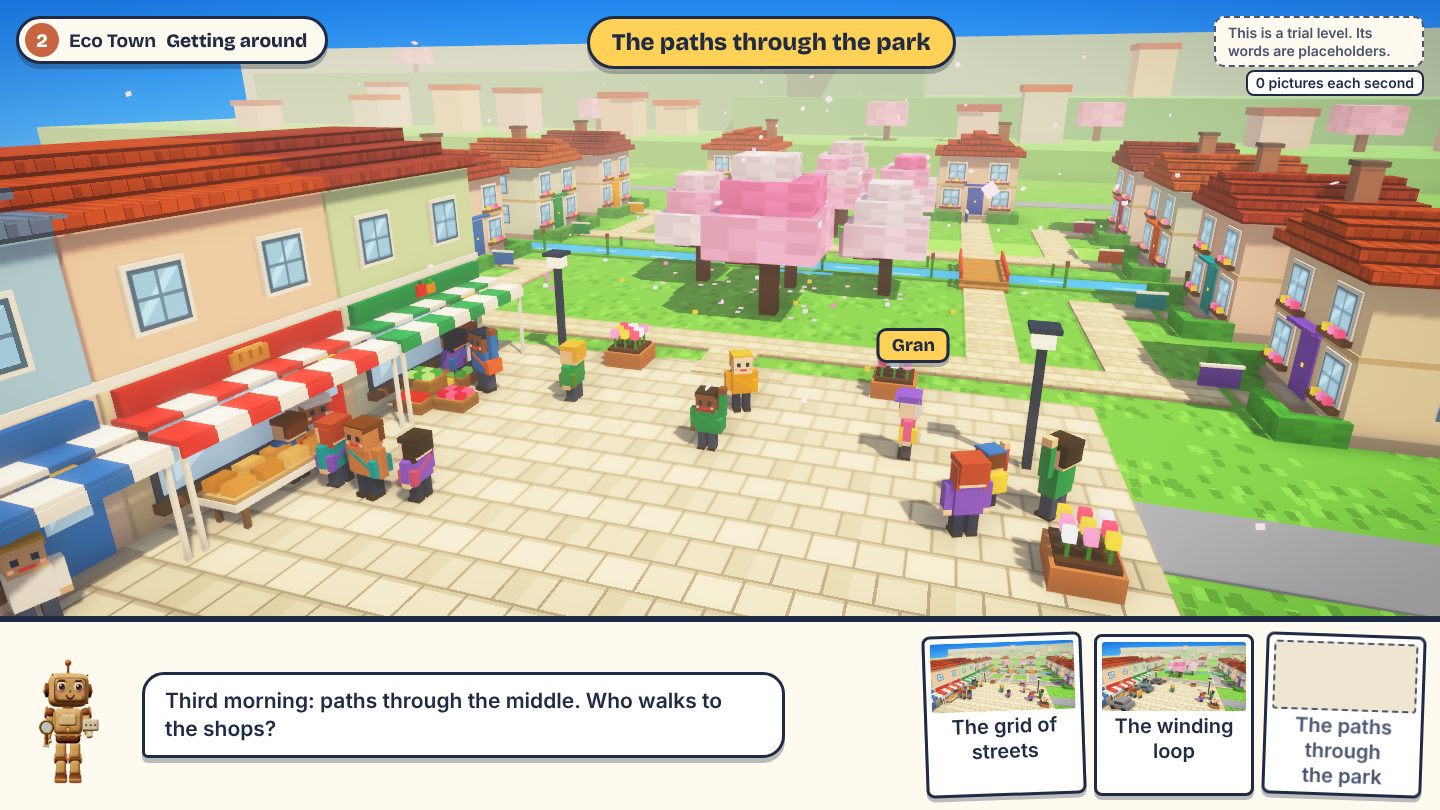 2 Eco Town Getting around
The paths through the park
This is a trial level. Its
words are placeholders.
0 pictures each second
Gran
Third morning: paths through the middle. Who walks to
the shops?
The grid of
streets
The winding
loop
The paths
through
the park